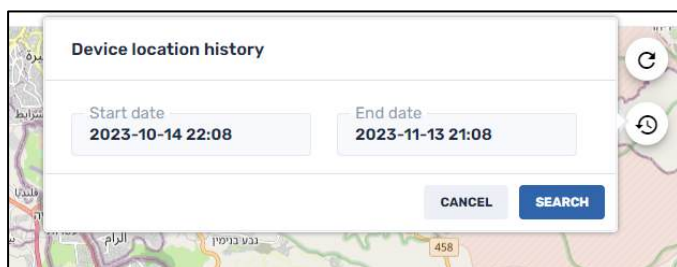 Device location history
Start date
2023-10-14 22:08
End date
2023-11-13 21:08
CANCEL
SEARCH
الرام
גבע בנימין
458